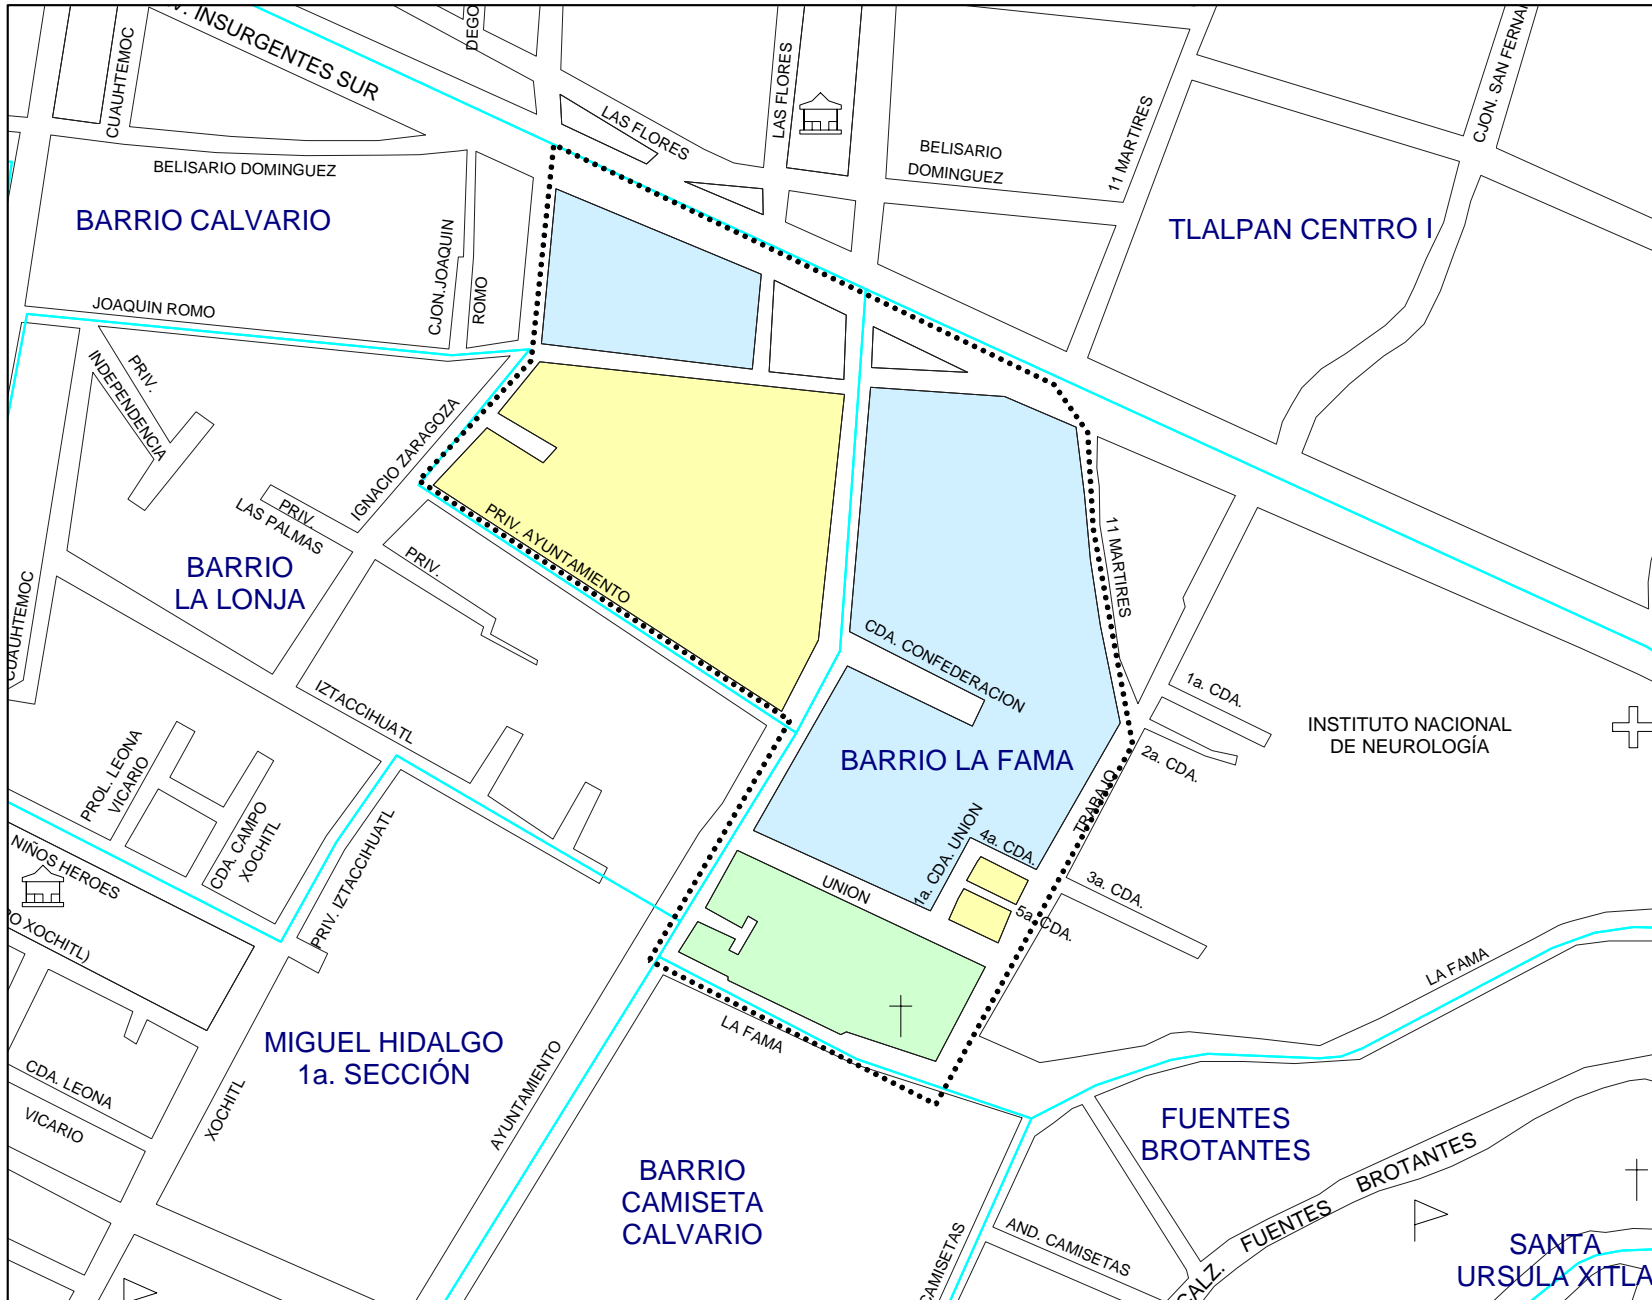 V. INSURGENTES SUR
DEGO
CUAUHTEMOC
LAS FLORES
LAS FLORES
11 MARTIRES
CJON. SAN FERNA
BELISARIO
DOMINGUEZ
BELISARIO DOMINGUEZ
BARRIO CALVARIO
TLALPAN CENTRO I
CJON.JOAQUIN
ROMO
JOAQUIN ROMO
PRIV.
INDEPENDENCIA
IGNACIO ZARAGOZA
PRIV.
LAS PALMAS
PRIV. AYUNTAMIENTO
PRIV.
11 MARTIRES
BARRIO
LA LONJA
CUAUHTEMOC
CDA. CONFEDERACION
IZTACCIHUATL
1a. CDA.
INSTITUTO NACIONAL
DE NEUROLOGÍA
2a. CDA.
BARRIO LA FAMA
PROL. LEONA
VICARIO
CDA. CAMPO
XOCHITL
PRIV. IZTACCIHUATL
TRABAJO
1a. CDA. UNION
4a. CDA.
UNION
5a. CDA.
3a. CDA.
NIÑOS HEROES
PO XOCHITL)
LA FAMA
LA FAMA
MIGUEL HIDALGO
1a. SECCIÓN
CDA. LEONA
VICARIO
XOCHITL
AYUNTAMIENTO
FUENTES
BROTANTES
BARRIO
CAMISETA
CALVARIO
CAMISETAS
AND. CAMISETAS
CALZ. FUENTES BROTANTES
SANTA
URSULA XITLA